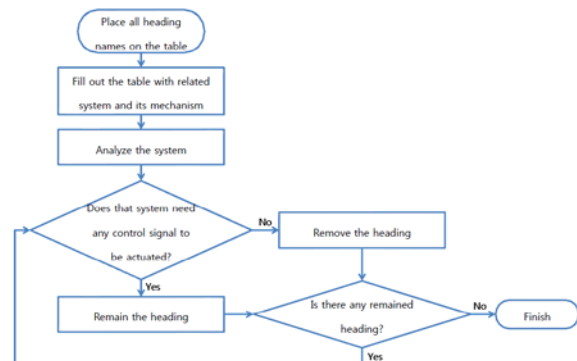 Place all heading
names on the table
Fill out the table with related
system and its mechanism
Analyze the system
Does that system need
any control signal to
be actuated?
No
Remove the heading
Yes
Remain the heading
Is there any remained
heading?
No
Finish
Yes